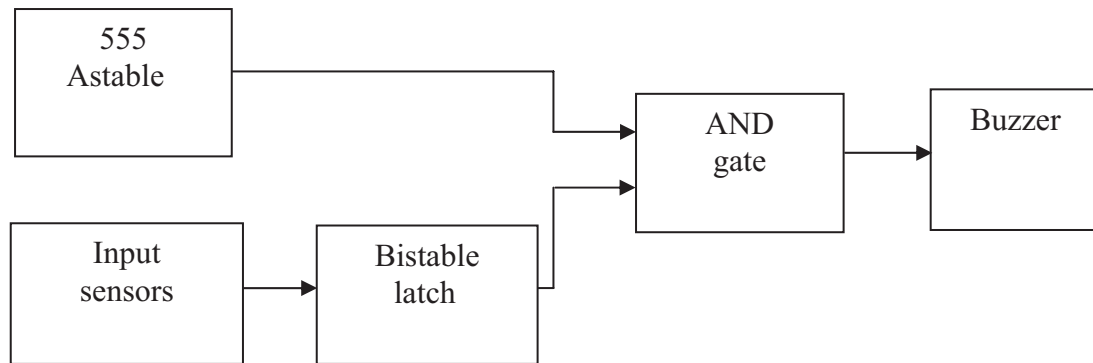 555
Astable
AND
gate
Buzzer
Input
sensors
Bistable
latch